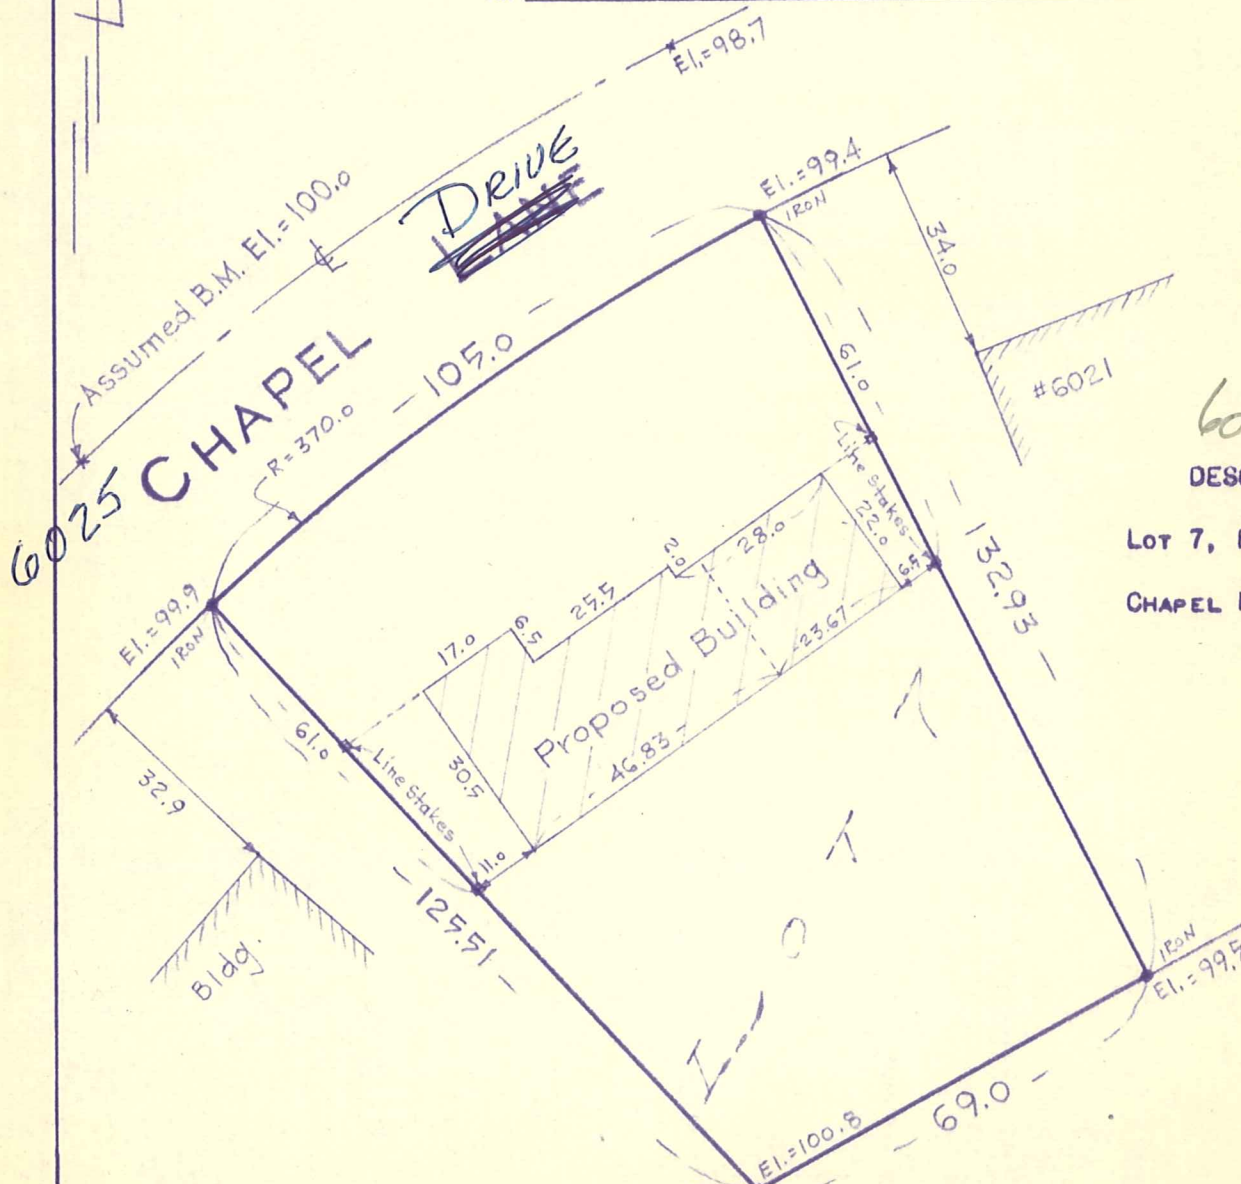 El.=98.7
Assumed B.M. El.=100.0
℄
DRIVE
LANE
CHAPEL
6025
El.=99.4
IRON
34.0
#6021
105.0
R=370.0
61.0
Line Stakes
132.93
LOT 7,
CHAPEL
El.=99.9
IRON
17.0
6.5
25.5
2.0
28.0
22.0
6.5
Proposed Building
23.67
46.83
30.5
61.0
Line Stakes
11.0
32.9
Bldg.
125.51
LOT 7
IRON
El.=99.5
El.=100.8
69.0